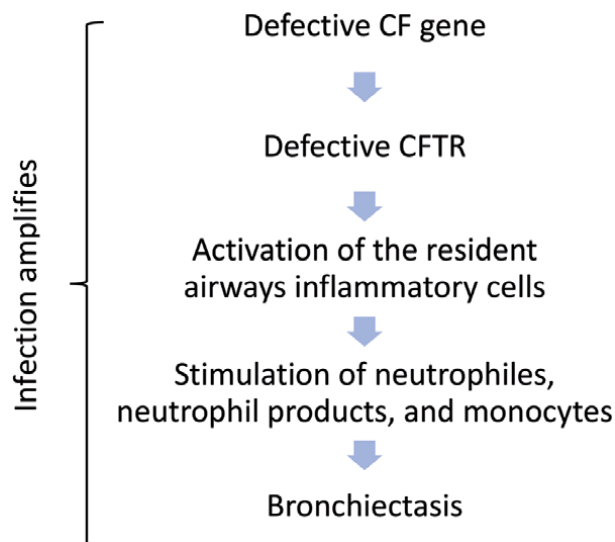 Defective CF gene
Defective CFTR
Activation of the resident
airways inflammatory cells
Stimulation of neutrophiles,
neutrophil products, and monocytes
Bronchiectasis
Infection amplifies